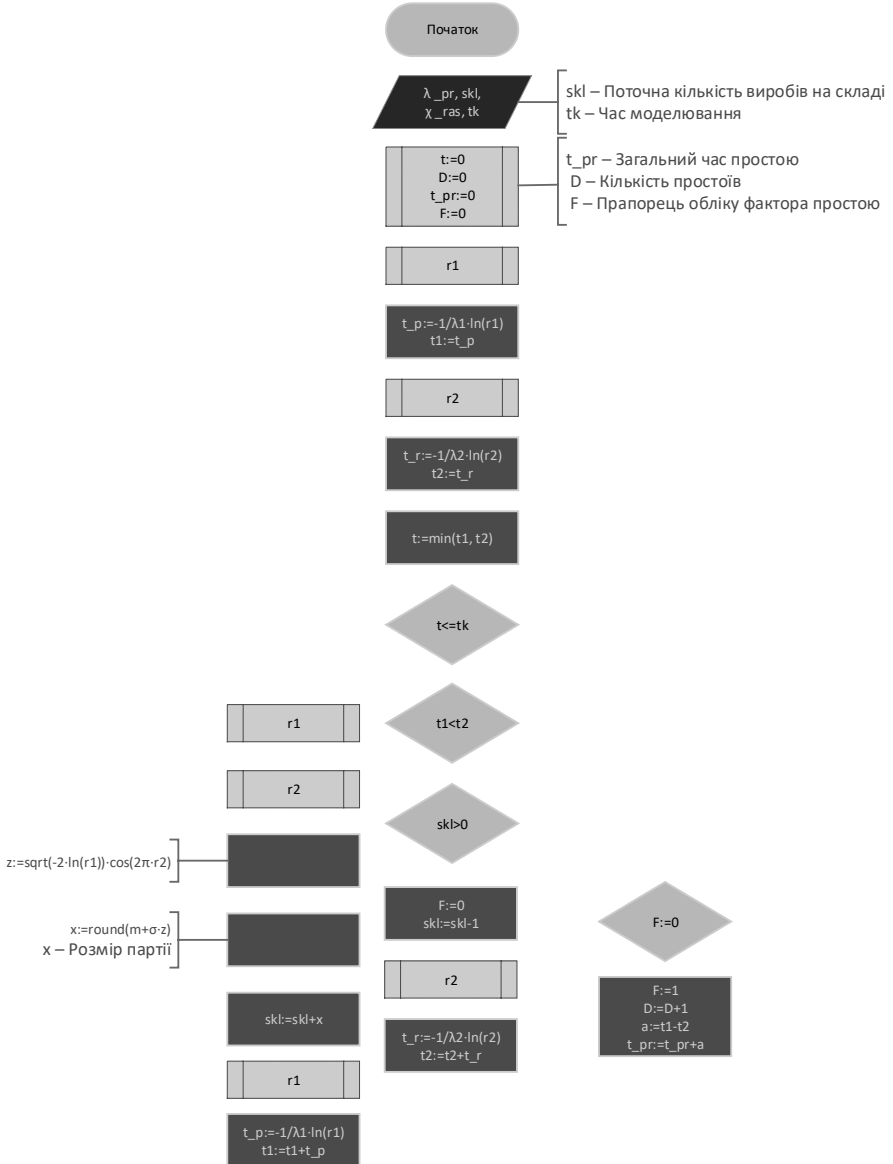 Початок
λ _pr, skl,
χ _ras, tk
skl – Поточна кількість виробів на складі
tk – Час моделювання
t:=0
D:=0
t_pr:=0
F:=0
t_pr – Загальний час простою
D – Кількість простоїв
F – Прапорець обліку фактора простою
r1
t_p:=-1/λ1·ln(r1)
t1:=t_p
r2
t_r:=-1/λ2·ln(r2)
t2:=t_r
t:=min(t1, t2)
t<=tk
t1<t2
skl>0
r1
r2
z:=sqrt(-2·ln(r1))·cos(2π·r2)
x:=round(m+σ·z)
x – Розмір партії
skl:=skl+x
r1
t_p:=-1/λ1·ln(r1)
t1:=t1+t_p
F:=0
skl:=skl-1
r2
t_r:=-1/λ2·ln(r2)
t2:=t2+t_r
F:=0
F:=1
D:=D+1
a:=t1-t2
t_pr:=t_pr+a